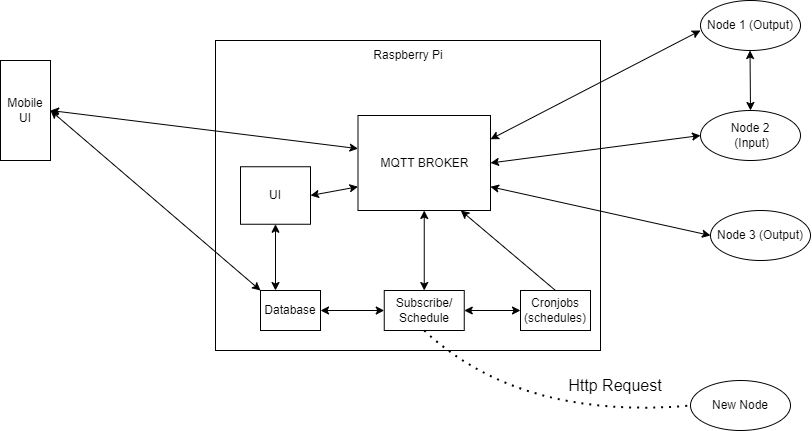 Node 1 (Output)
Raspberry Pi
Mobile
UI
Node 2
(Input)
MQTT BROKER
UI
Node 3 (Output)
Database
Subscribe/
Schedule
Cronjobs
(schedules)
Http Request
New Node